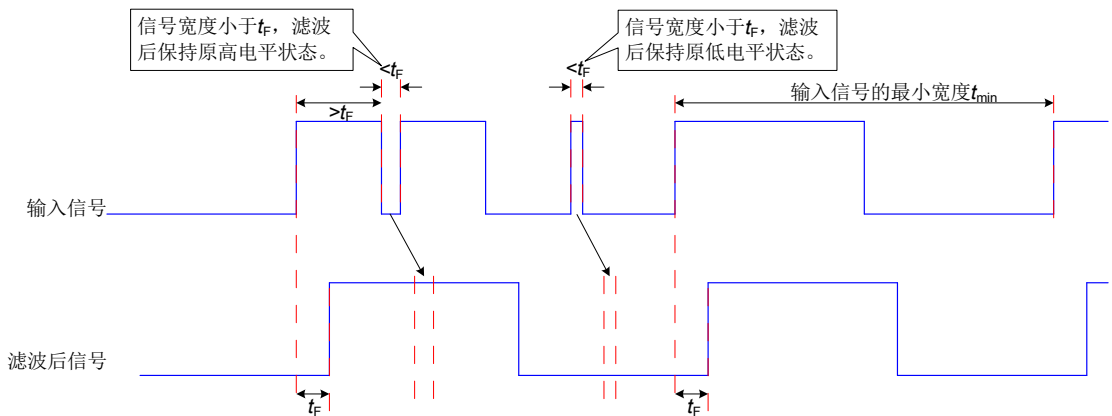 信号宽度小于tF，滤波
后保持原高电平状态。
信号宽度小于tF，滤波
后保持原低电平状态。
<tF
<tF
>tF
输入信号的最小宽度tmin
输入信号
滤波后信号
tF
tF